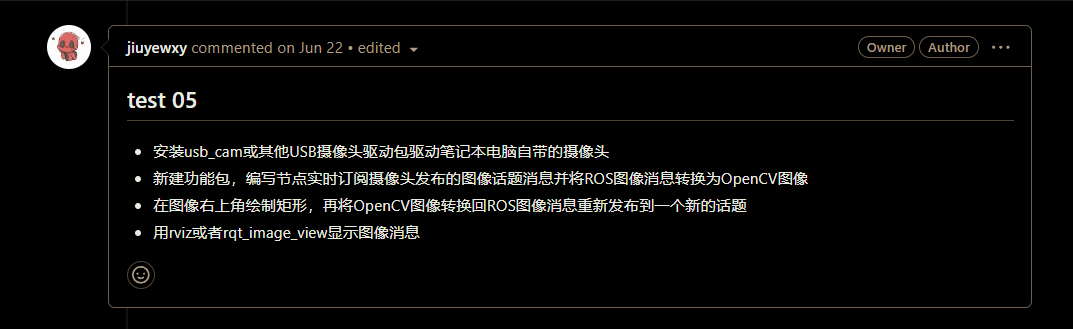 jiuyewxy commented on Jun 22 • edited
Owner
Author
test 05
安装usb_cam或其他USB摄像头驱动包驱动笔记本电脑自带的摄像头
新建功能包，编写节点实时订阅摄像头发布的图像话题消息并将ROS图像消息转换为OpenCV图像
在图像右上角绘制矩形，再将OpenCV图像转换回ROS图像消息重新发布到一个新的话题
用rviz或者rqt_image_view显示图像消息